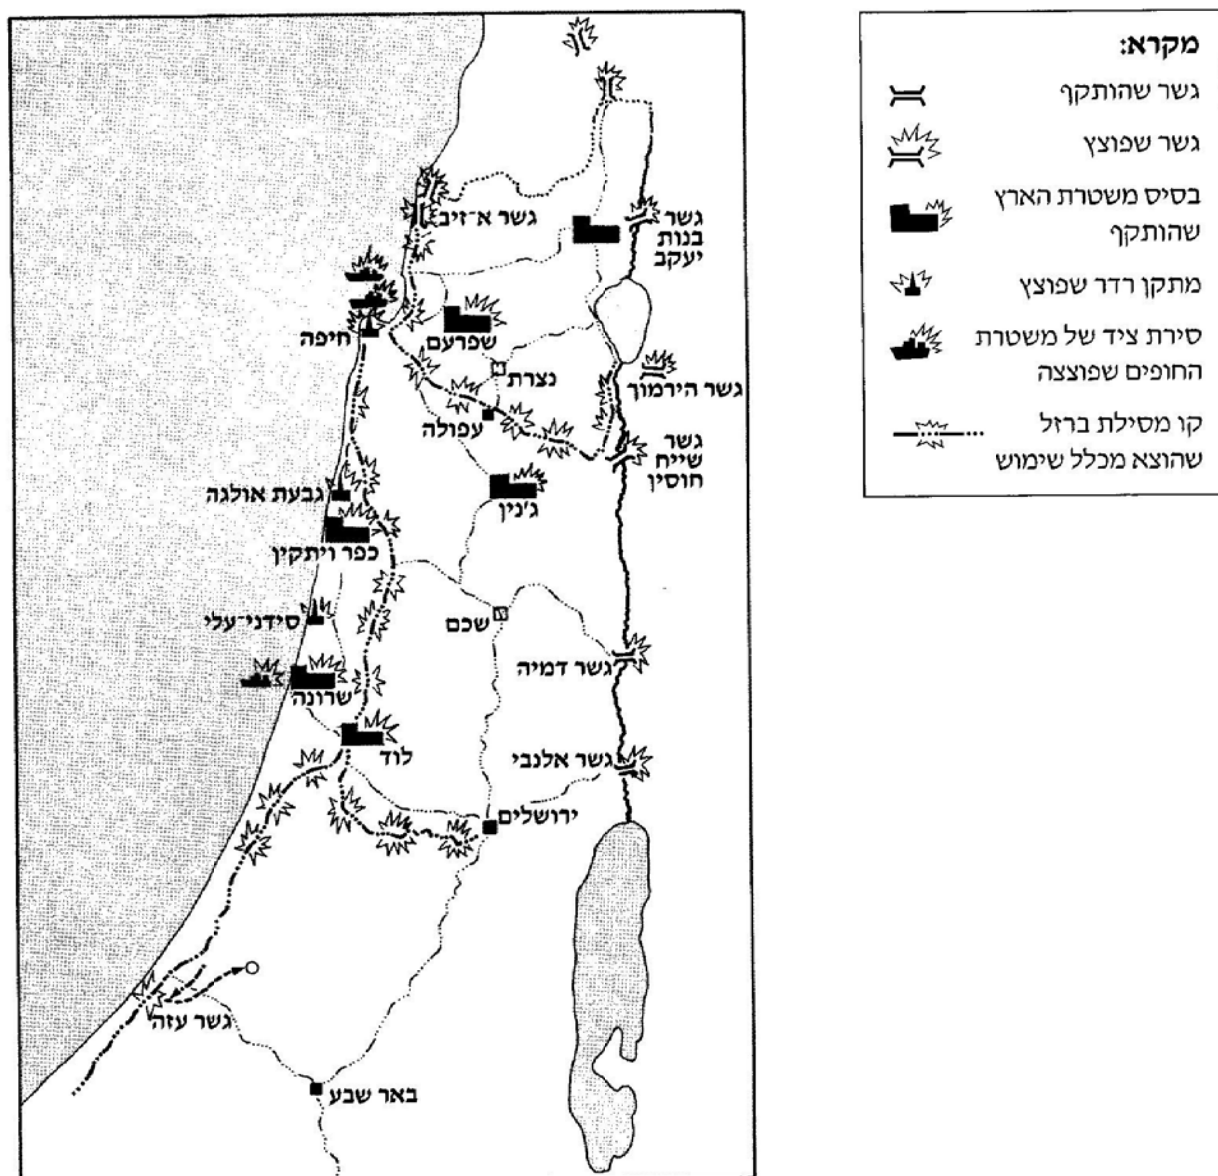 מקרא:
גשר שהותקף
גשר שפוצץ
בסיס משטרת הארץ
שהותקף
מתקן רדר שפוצץ
סירת ציד של משטרת
החופים שפוצצה
קו מסילת ברזל
שהוצא מכלל שימוש
גשר א־זיב
גשר
בנות
יעקב
חיפה
שפרעם
נצרת
גשר הירמוך
עפולה
גשר
שייח
חוסין
גבעת אולגה
ג'נין
כפר ויתקין
סידני־עלי
שכם
גשר דמיה
שרונה
לוד
גשר אלנבי
ירושלים
גשר עזה
באר שבע